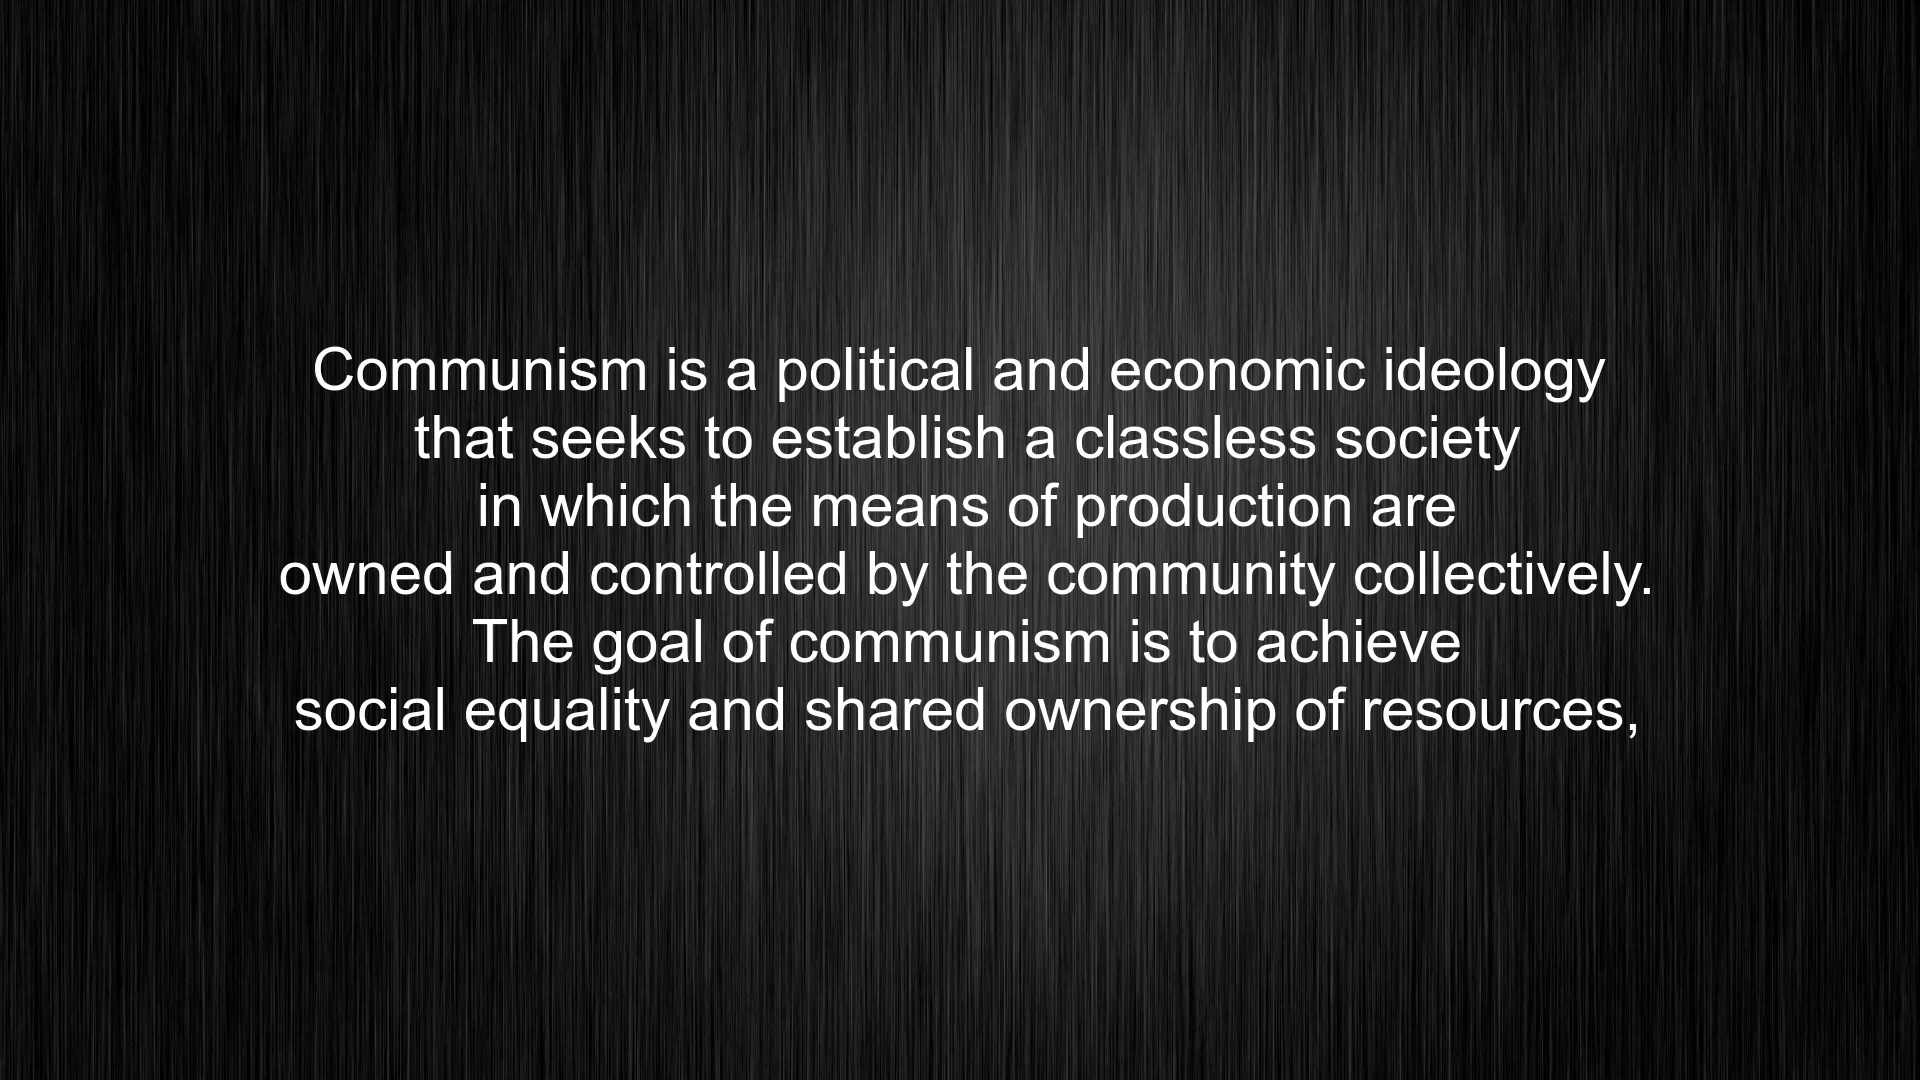 Communism is a political and economic ideology
that seeks to establish a classless society
in which the means of production are
owned and controlled by the community collectively.
The goal of communism is to achieve
social equality and shared ownership of resources,